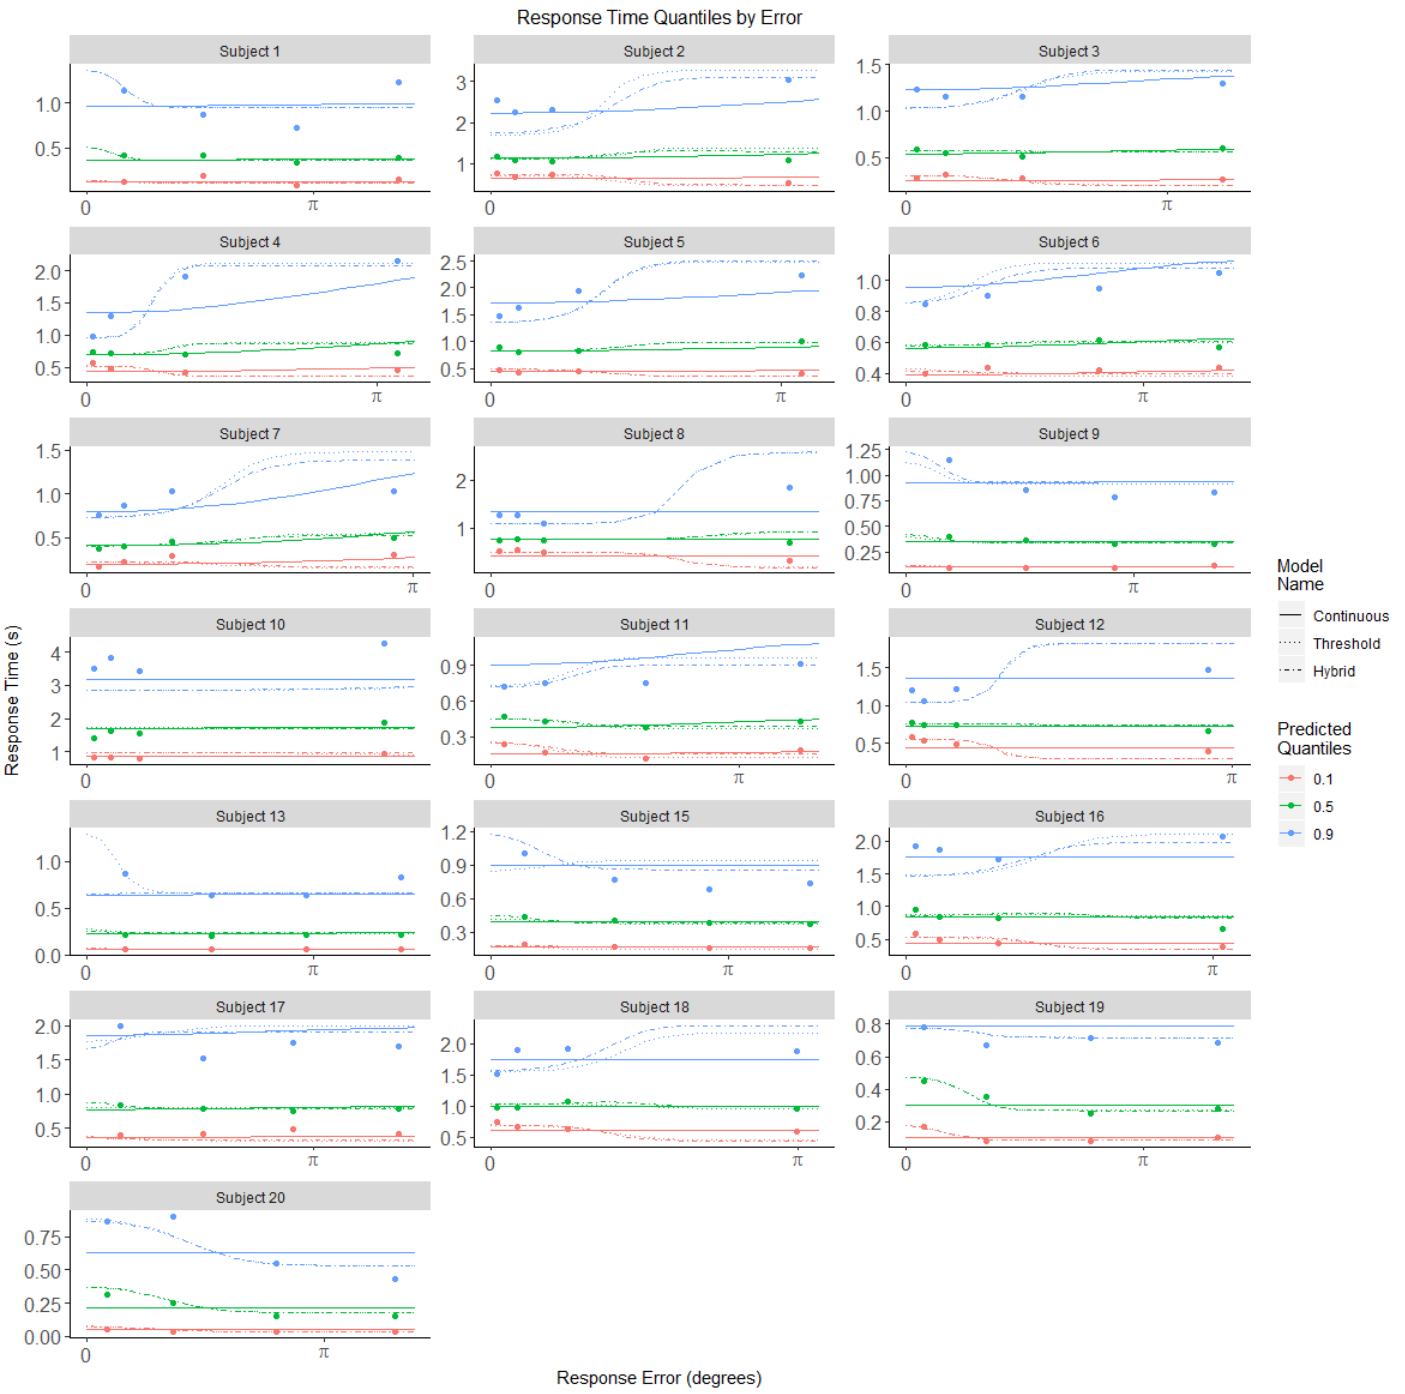 Response Time Quantiles by Error
Subject 1
Subject 2
Subject 3
1.0
0.5
0
π
3
2
1
0
1.5
1.0
0.5
0
π
Subject 4
Subject 5
Subject 6
2.0
1.5
1.0
0.5
0
π
2.5
2.0
1.5
1.0
0.5
0
π
1.0
0.8
0.6
0.4
0
π
Subject 7
Subject 8
Subject 9
1.5
1.0
0.5
0
π
2
1
0
1.25
1.00
0.75
0.50
0.25
0
π
Subject 10
Subject 11
Subject 12
4
3
2
1
0
0.9
0.6
0.3
0
π
1.5
1.0
0.5
0
π
Subject 13
Subject 15
Subject 16
1.0
0.5
0.0
0
π
1.2
0.9
0.6
0.3
0
π
2.0
1.5
1.0
0.5
0
π
Subject 17
Subject 18
Subject 19
2.0
1.5
1.0
0.5
0
π
2.0
1.5
1.0
0.5
0
π
0.8
0.6
0.4
0.2
0
π
Subject 20
0.75
0.50
0.25
0.00
0
π
Response Time (s)
Response Error (degrees)
Model
Name
Continuous
Threshold
Hybrid
Predicted
Quantiles
0.1
0.5
0.9